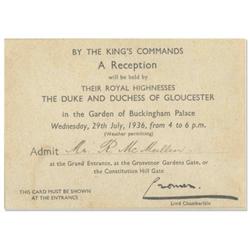 BY THE KING'S COMMANDS
A Reception
will be held by
THEIR ROYAL HIGHNESSES
THE DUKE AND DUCHESS OF GLOUCESTER
in the Garden of Buckingham Palace
Wednesday, 29th July, 1936, from 4 to 6 p.m.
(Weather permitting)
Admit Mr. R McMullen
at the Grand Entrance, at the Grosvenor Gardens Gate, or
the Constitution Hill Gate
Cromer
Lord Chamberlain
THIS CARD MUST BE SHOWN
AT THE ENTRANCE